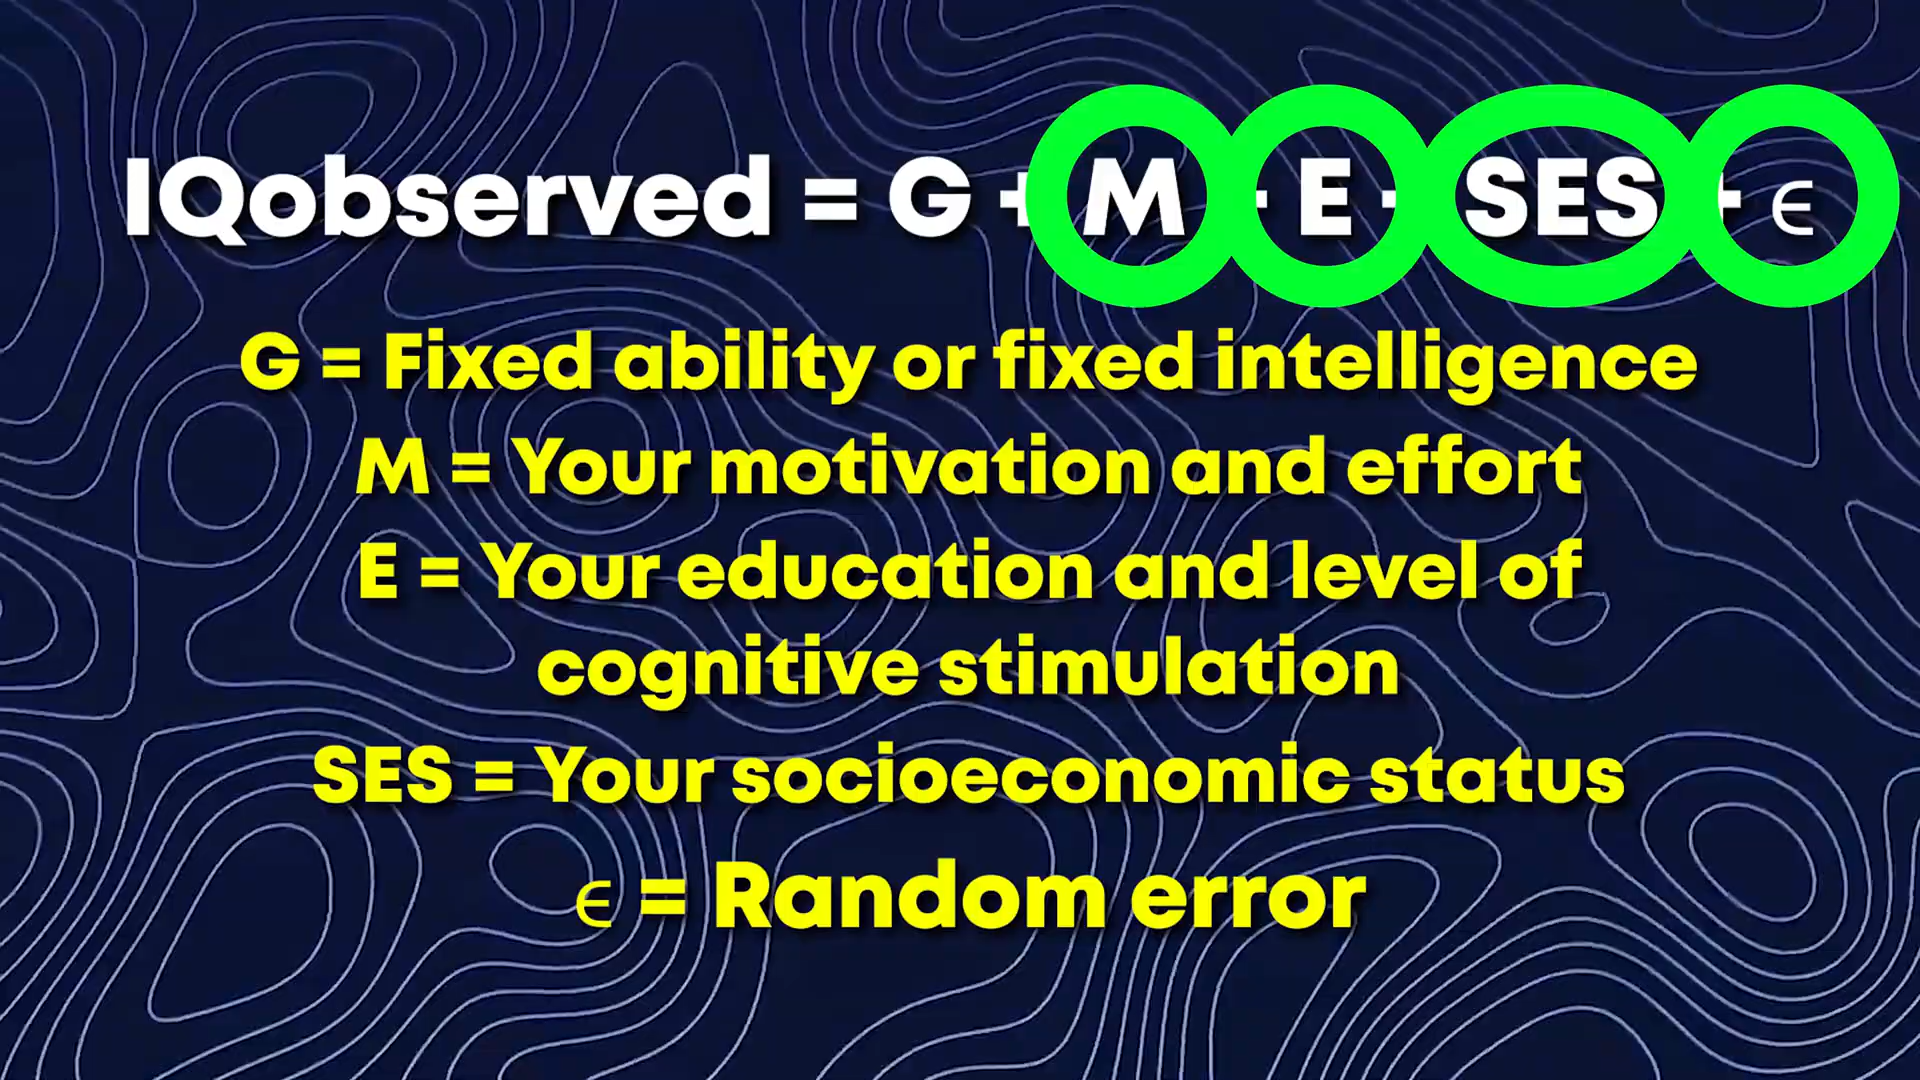 IQobserved = G + M + E + SES + ϵ
G = Fixed ability or fixed intelligence
M = Your motivation and effort
E = Your education and level of
cognitive stimulation
SES = Your socioeconomic status
ϵ = Random error